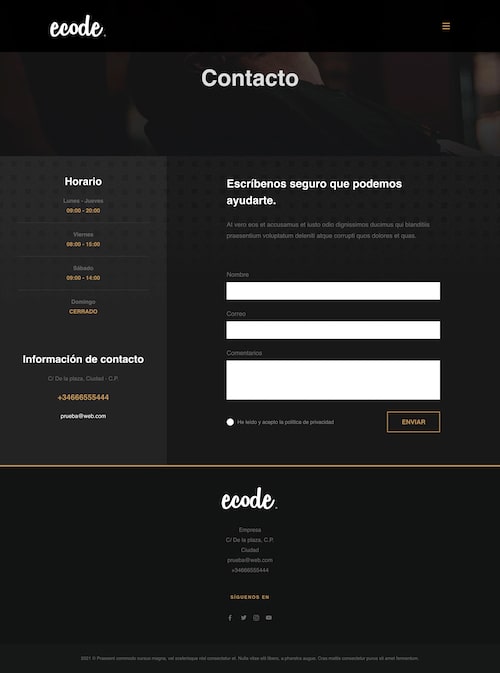 ecode.
Contacto
Horario
Lunes - Jueves
09:00 - 20:00
Viernes
08:00 - 15:00
Sábado
09:00 - 14:00
Domingo
CERRADO
Información de contacto
C/ De la plaza, Ciudad - C.P.
+34666555444
prueba@web.com
Escríbenos seguro que podemos
ayudarte.
At vero eos et accusamus et iusto odio dignissimos ducimus qui blanditiis
praesentium voluptatum deleniti atque corrupti quos dolores et quas.
Nombre
Correo
Comentarios
He leído y acepto la política de privacidad
ENVIAR
ecode.
Empresa
C/ De la plaza, C.P.
Ciudad
prueba@web.com
+34666555444
SÍGUENOS EN
2021 © Praesent commodo cursus magna, vel scelerisque nisl consectetur et. Nulla vitae elit libero, a pharetra augue. Cras mattis consectetur purus sit amet fermentum.